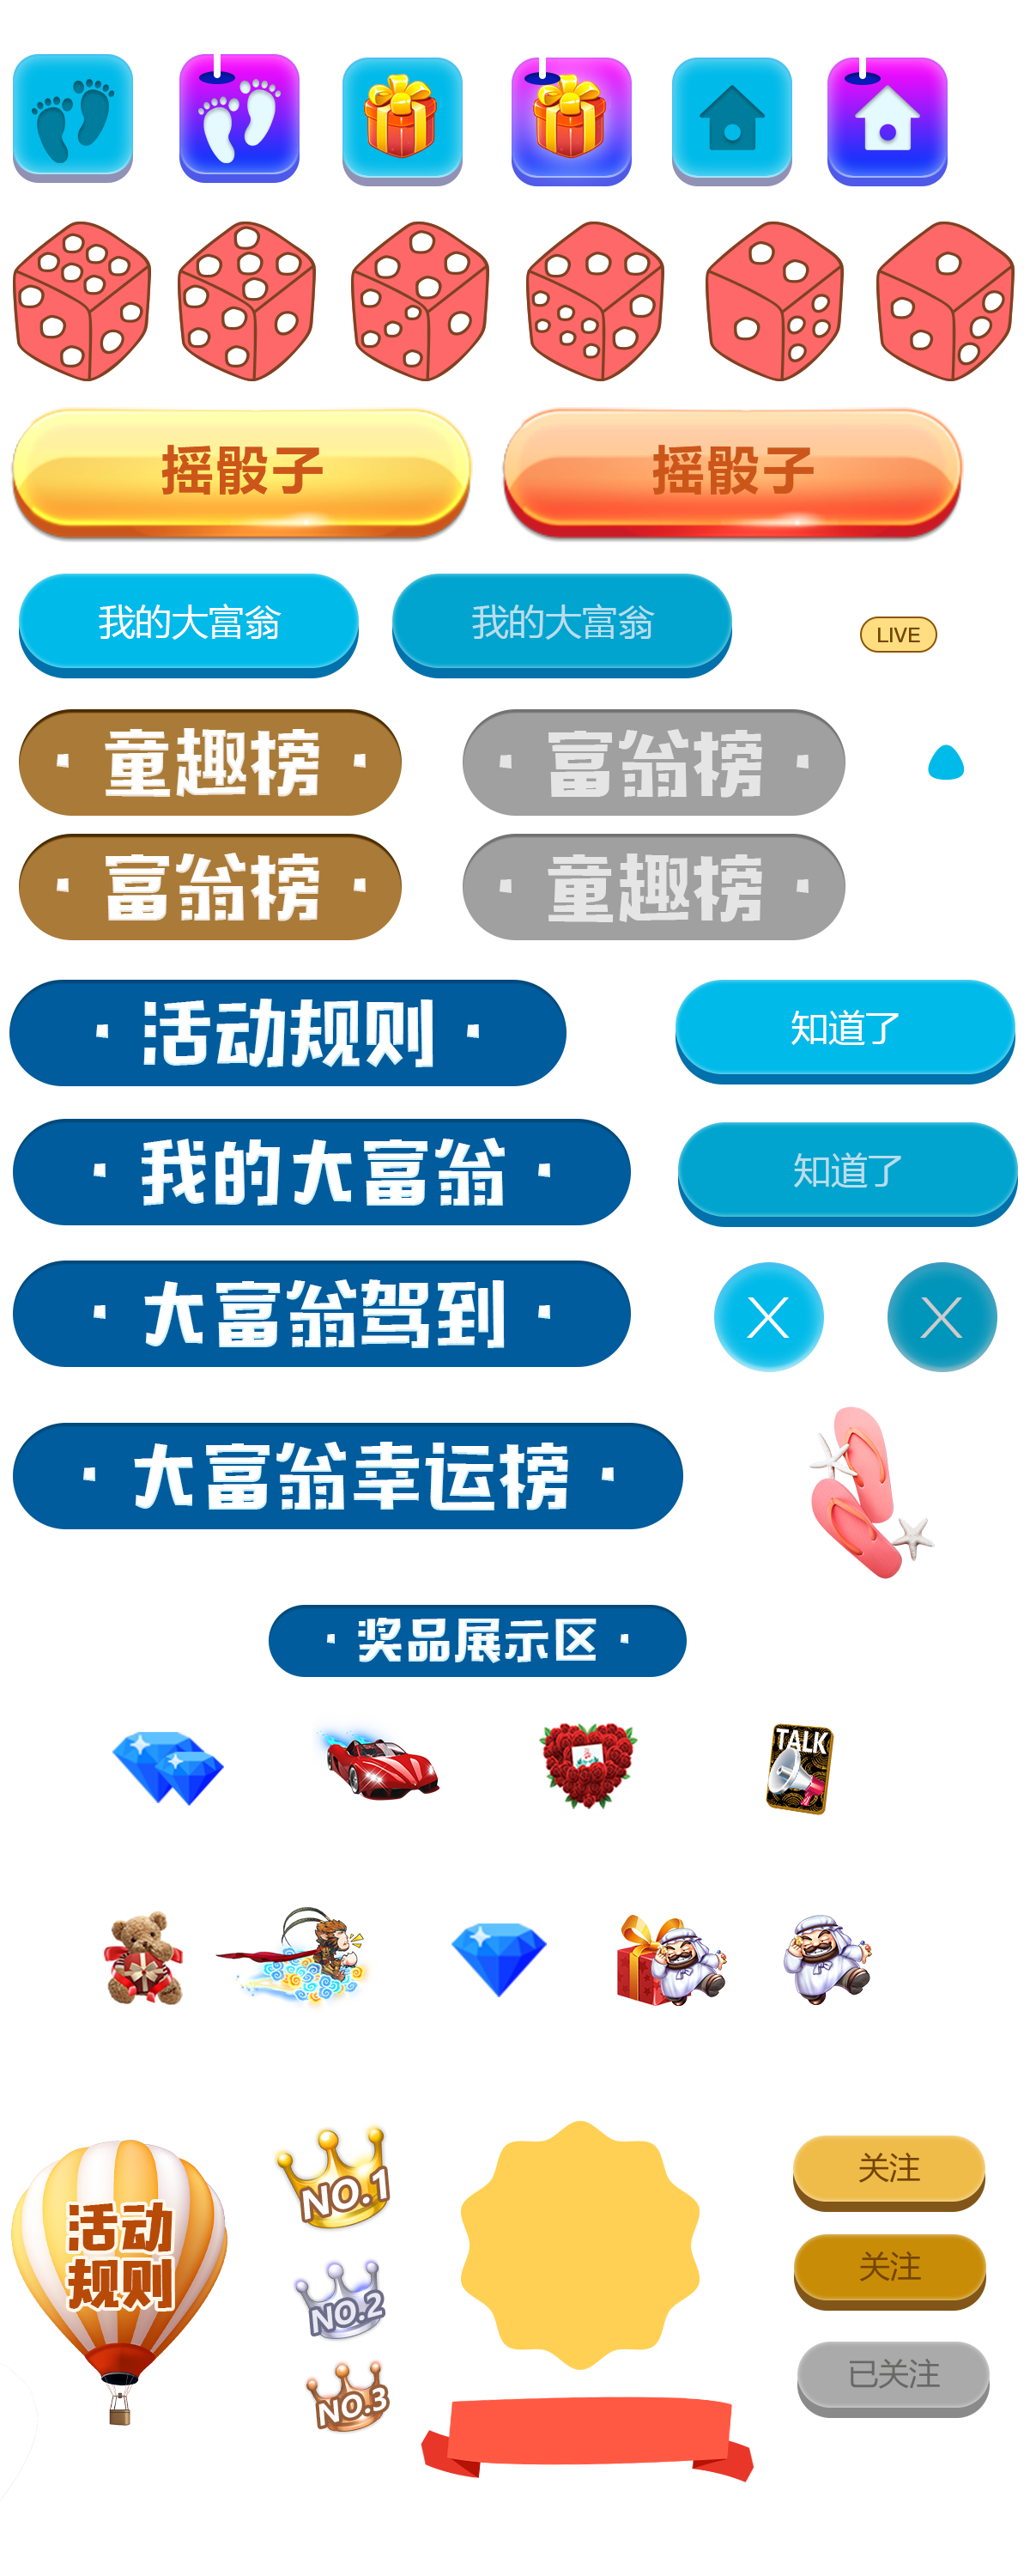 摇骰子
摇骰子
我的大富翁
我的大富翁
LIVE
· 童趣榜 ·
· 富翁榜 ·
· 富翁榜 ·
· 童趣榜 ·
· 活动规则 ·
知道了
· 我的大富翁 ·
知道了
· 大富翁驾到 ·
· 大富翁幸运榜 ·
· 奖品展示区 ·
TALK
活动
规则
NO.1
NO.2
NO.3
关注
关注
已关注